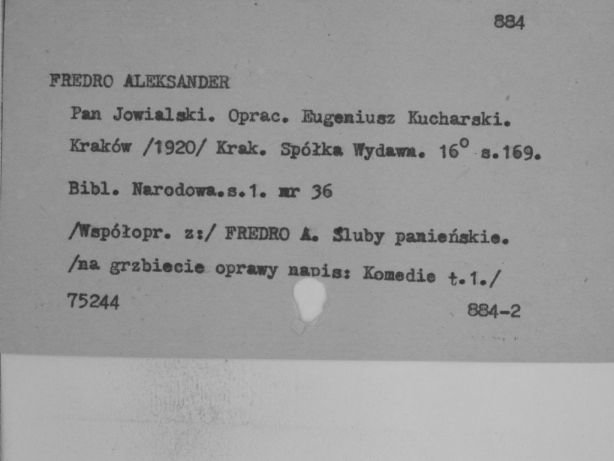 884
FREDRO ALEKSANDER
Pan Jowialski. Oprac. Eugeniusz Kucharski.
Kraków /1920/ Krak. Spółka Wydawn. 16° s.169.
Bibl. Narodowa.s.1. nr 36
/Współopr. z:/ FREDRO A. Śluby panieńskie.
/na grzbiecie oprawy napis: Komedie t.1./
75244
884-2